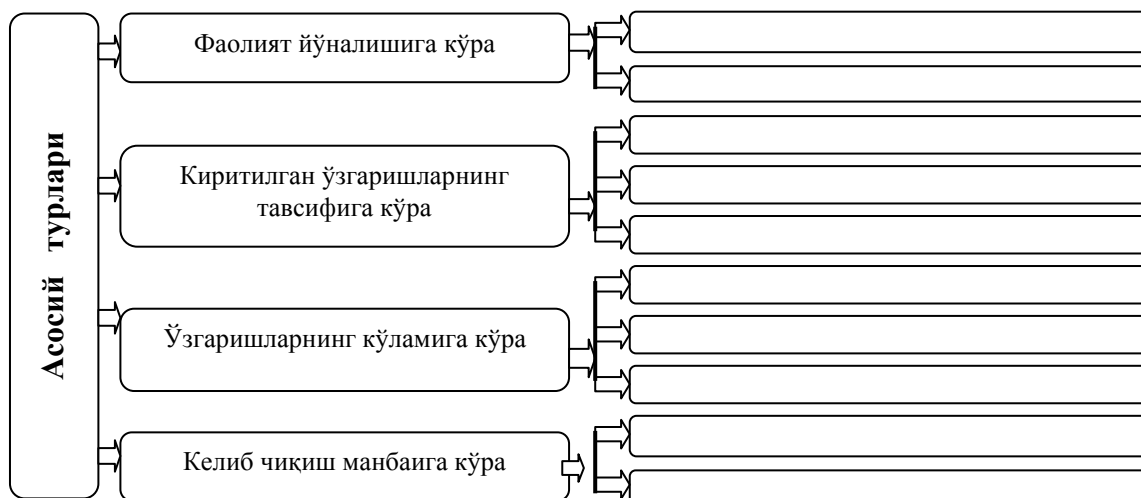 Асосий турлари
Фаолият йўналишига кўра
Киритилган ўзгаришларнинг
тавсифига кўра
Ўзгаришларнинг кўламига кўра
Келиб чиқиш манбаига кўра